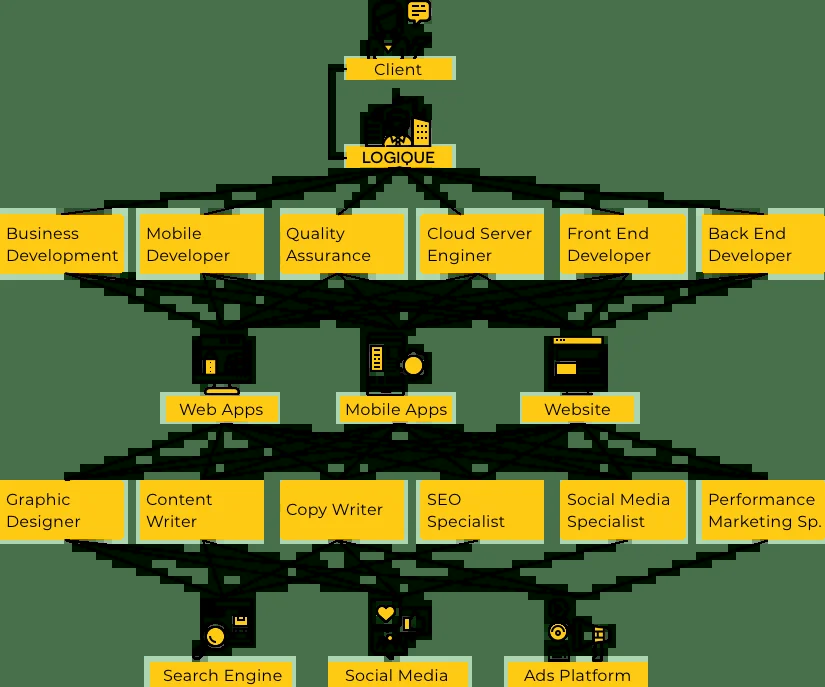 Client
LOGIQUE
Business
Development
Mobile
Developer
Quality
Assurance
Cloud Server
Enginer
Front End
Developer
Back End
Developer
Web Apps
Mobile Apps
Website
Graphic
Designer
Content
Writer
Copy Writer
SEO
Specialist
Social Media
Specialist
Performance
Marketing Sp.
Search Engine
Social Media
Ads Platform